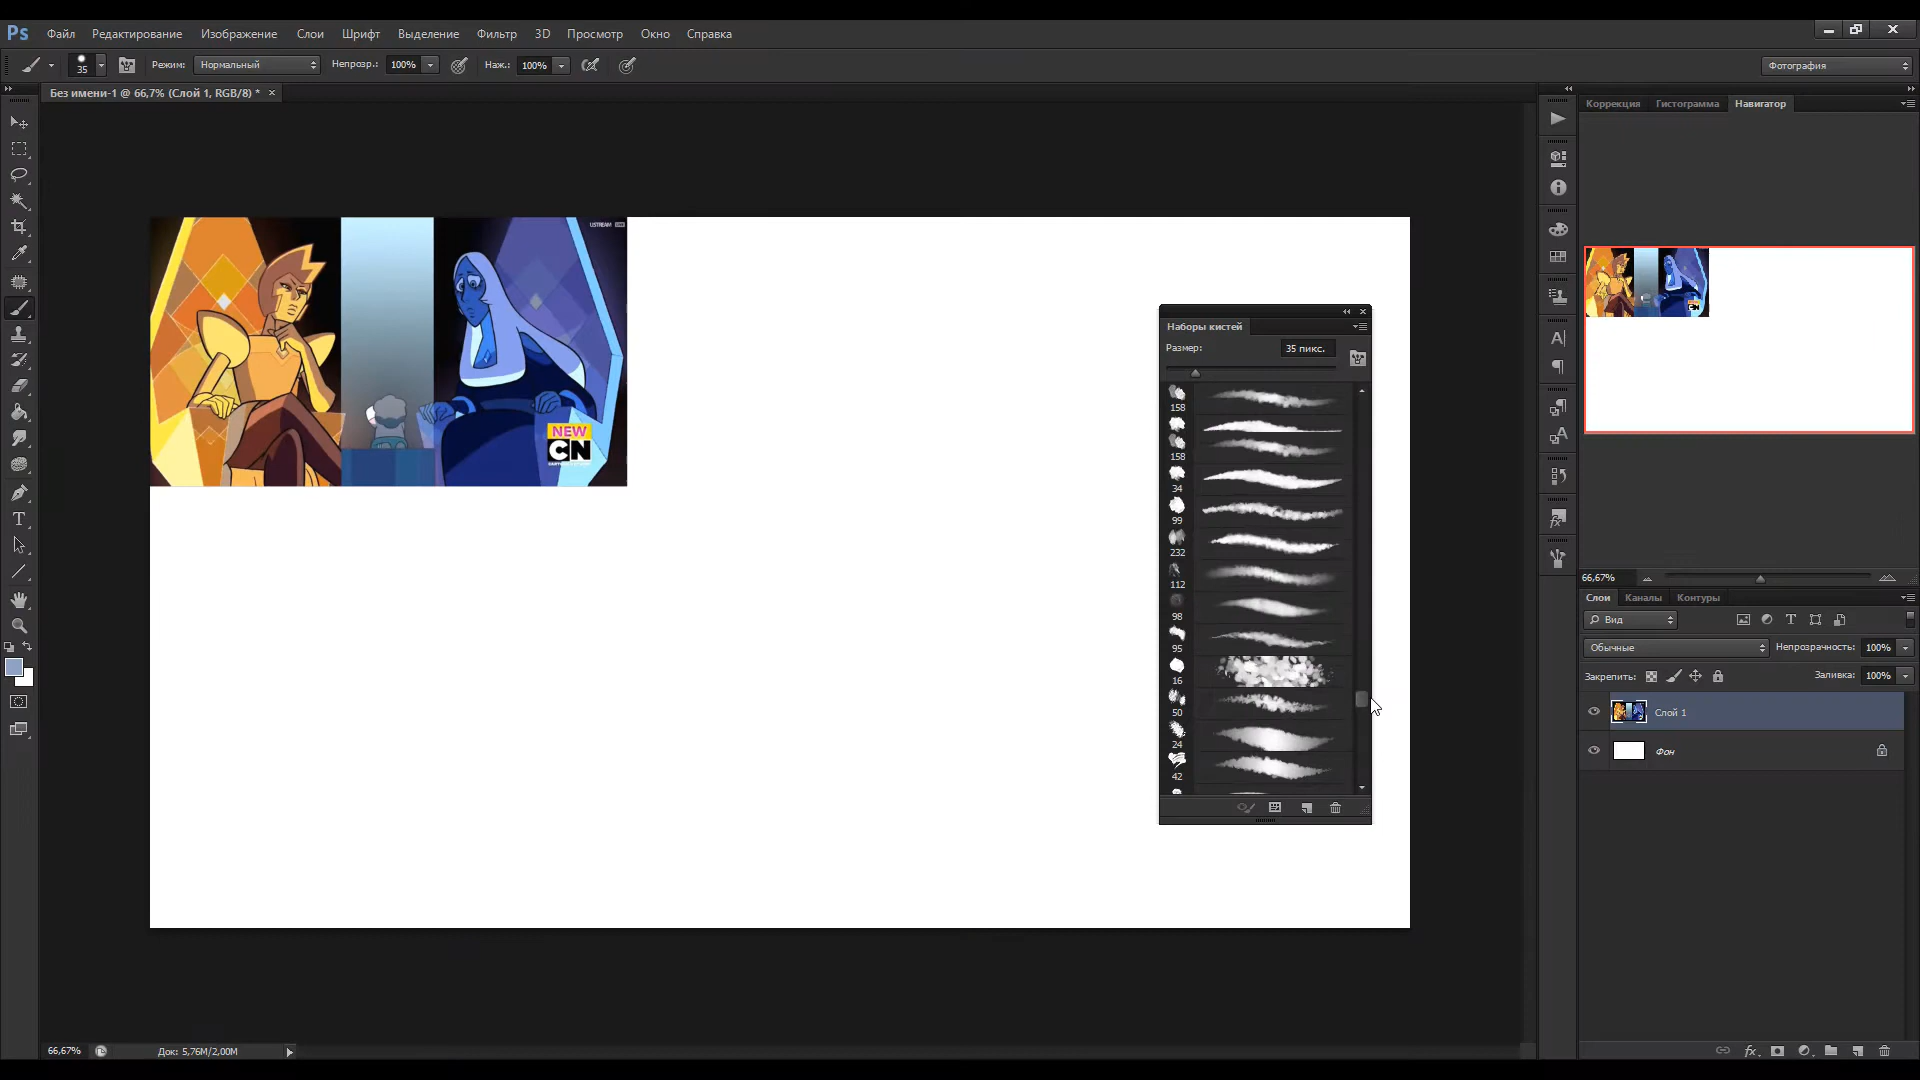 Ps Файл Редактирование Изображение Слои Шрифт Выделение Фильтр 3D Просмотр Окно Справка
35 Режим: Нормальный Непрозр.: 100% Наж.: 100% Фотография
Без имени-1 @ 66,7% (Слой 1, RGB/8) * ×
Коррекция Гистограмма Навигатор
USTREAM
NEW
CN
Наборы кистей
Размер: 35 пикс.
158
158
34
99
232
112
98
95
16
50
24
42
66,67%
Слои Каналы Контуры
Вид
Обычные Непрозрачность: 100%
Закрепить: Заливка: 100%
Слой 1
Фон
66,67% Док: 5,76M/2,00M